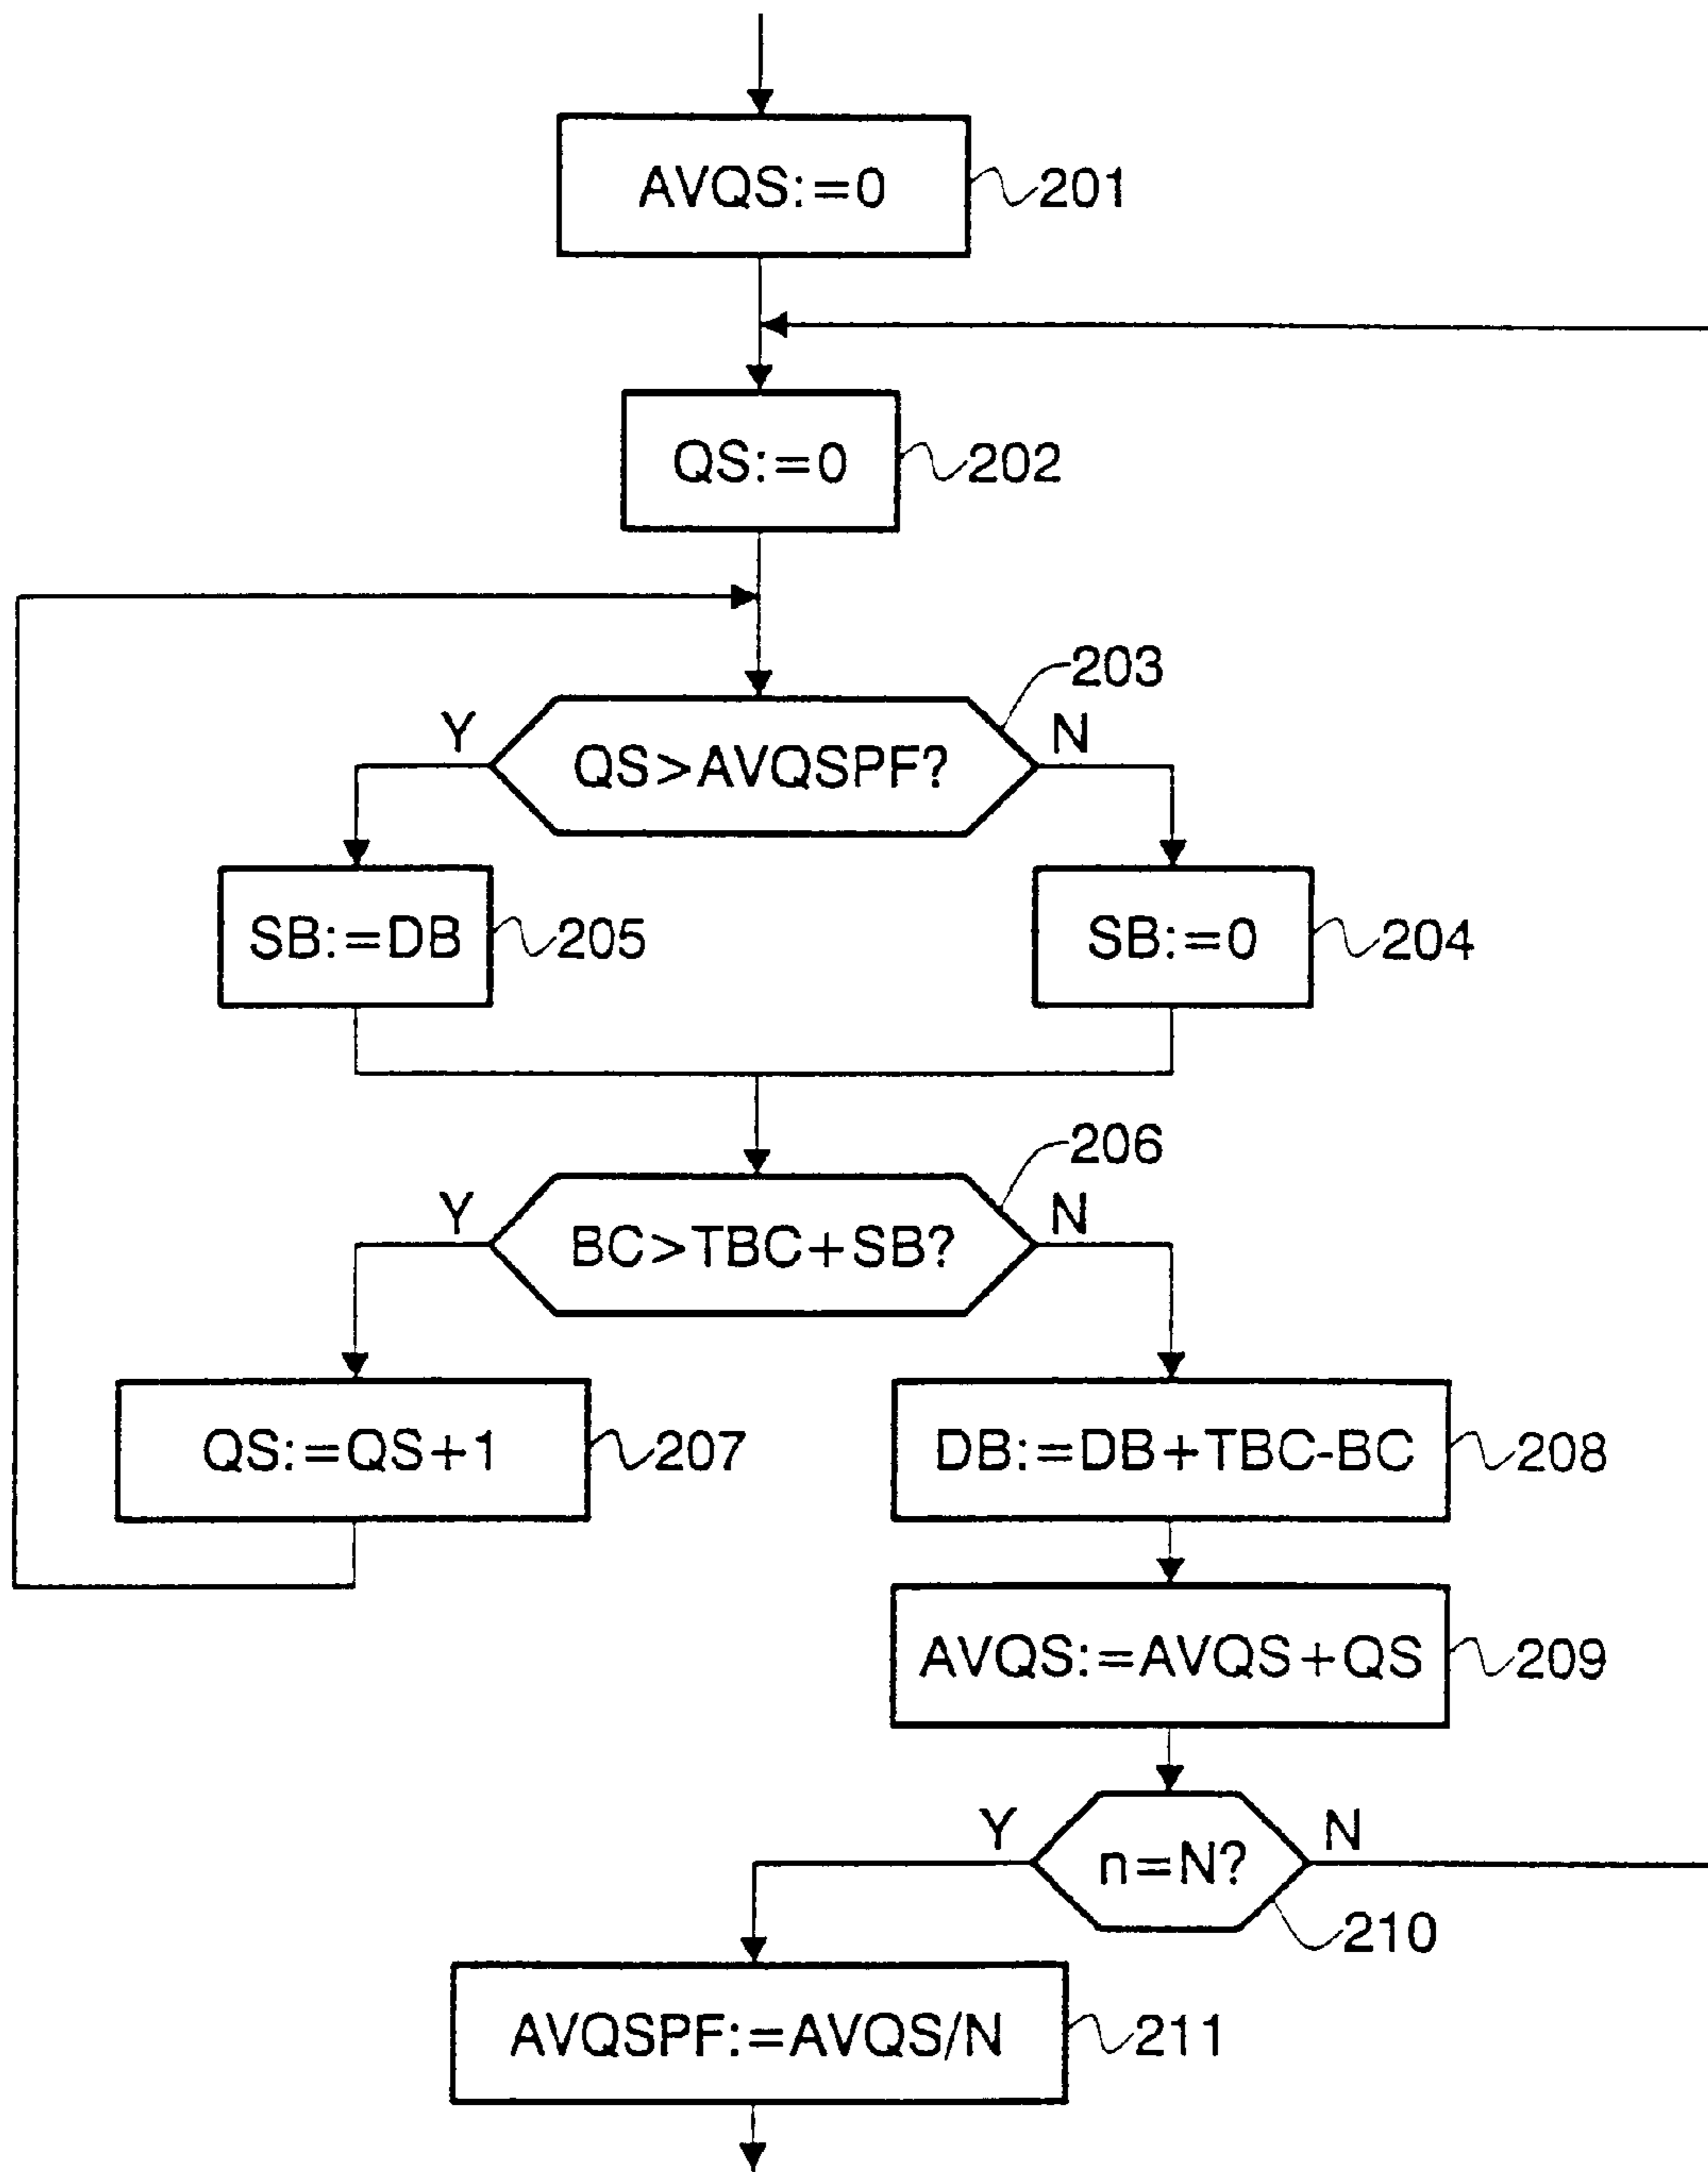 AVQS:=0
201
QS:=0
202
203
Y
QS>AVQSPF?
N
SB:=DB
205
SB:=0
204
206
Y
BC>TBC+SB?
N
QS:=QS+1
207
DB:=DB+TBC-BC
208
AVQS:=AVQS+QS
209
Y
n=N?
N
210
AVQSPF:=AVQS/N
211